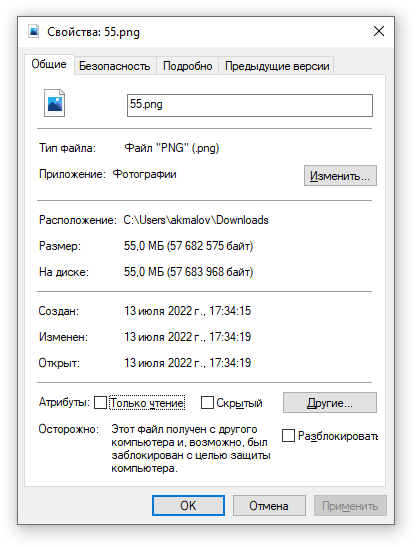 Свойства: 55.png
Общие Безопасность Подробно Предыдущие версии
55.png
Тип файла: Файл "PNG" (.png)
Приложение: Фотографии Изменить...
Расположение: C:\Users\akmalov\Downloads
Размер: 55,0 МБ (57 682 575 байт)
На диске: 55,0 МБ (57 683 968 байт)
Создан: 13 июля 2022 г., 17:34:15
Изменен: 13 июля 2022 г., 17:34:19
Открыт: 13 июля 2022 г., 17:34:19
Атрибуты: Только чтение Скрытый Другие...
Осторожно: Этот файл получен с другого
компьютера и, возможно, был
заблокирован с целью защиты
компьютера.
Разблокировать
OK Отмена Применить